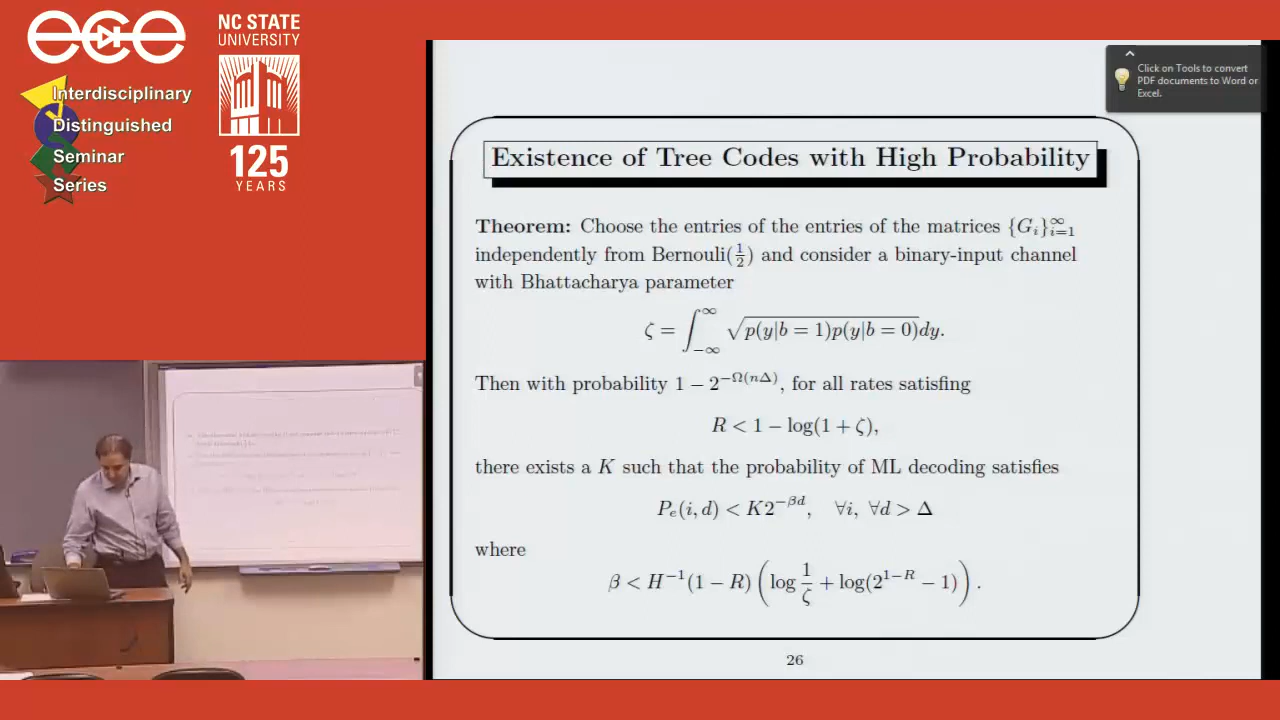 ece
Interdisciplinary
Distinguished
Seminar
Series
NC STATE
UNIVERSITY
125
YEARS
Click on Tools to convert
PDF documents to Word or
Excel.
Existence of Tree Codes with High Probability
Theorem: Choose the entries of the entries of the matrices {G_i}_{i=1}^∞
independently from Bernouli(1/2) and consider a binary-input channel
with Bhattacharya parameter
ζ = ∫_{-∞}^{∞} √(p(y|b = 1)p(y|b = 0))dy.
Then with probability 1 − 2^{−Ω(nΔ)}, for all rates satisfing
R < 1 − log(1 + ζ),
there exists a K such that the probability of ML decoding satisfies
P_e(i, d) < K2^{−βd}, ∀i, ∀d > Δ
where
β < H^{−1}(1 − R) (log 1/ζ + log(2^{1−R} − 1)).
26